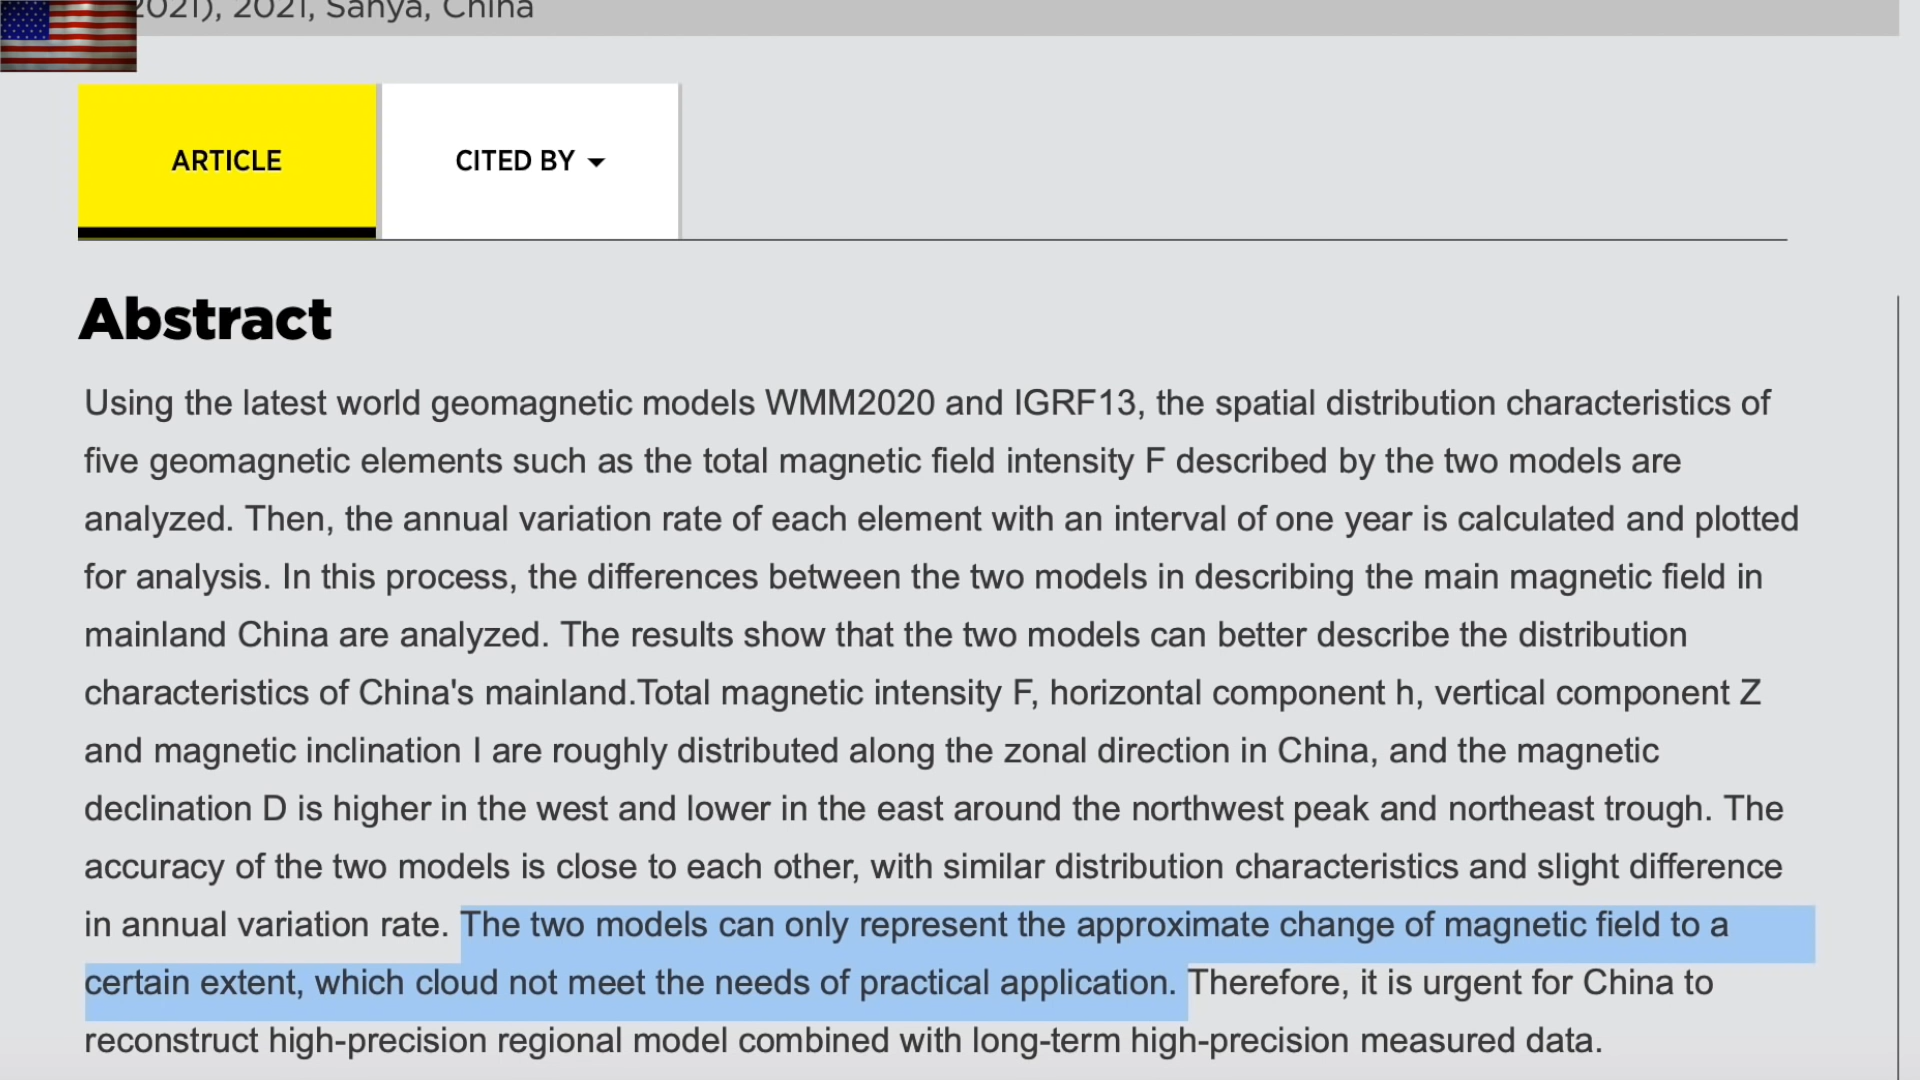 2021), 2021, Sanya, China
ARTICLE
CITED BY
Abstract
Using the latest world geomagnetic models WMM2020 and IGRF13, the spatial distribution characteristics of
five geomagnetic elements such as the total magnetic field intensity F described by the two models are
analyzed. Then, the annual variation rate of each element with an interval of one year is calculated and plotted
for analysis. In this process, the differences between the two models in describing the main magnetic field in
mainland China are analyzed. The results show that the two models can better describe the distribution
characteristics of China's mainland.Total magnetic intensity F, horizontal component h, vertical component Z
and magnetic inclination I are roughly distributed along the zonal direction in China, and the magnetic
declination D is higher in the west and lower in the east around the northwest peak and northeast trough. The
accuracy of the two models is close to each other, with similar distribution characteristics and slight difference
in annual variation rate. The two models can only represent the approximate change of magnetic field to a
certain extent, which cloud not meet the needs of practical application. Therefore, it is urgent for China to
reconstruct high-precision regional model combined with long-term high-precision measured data.